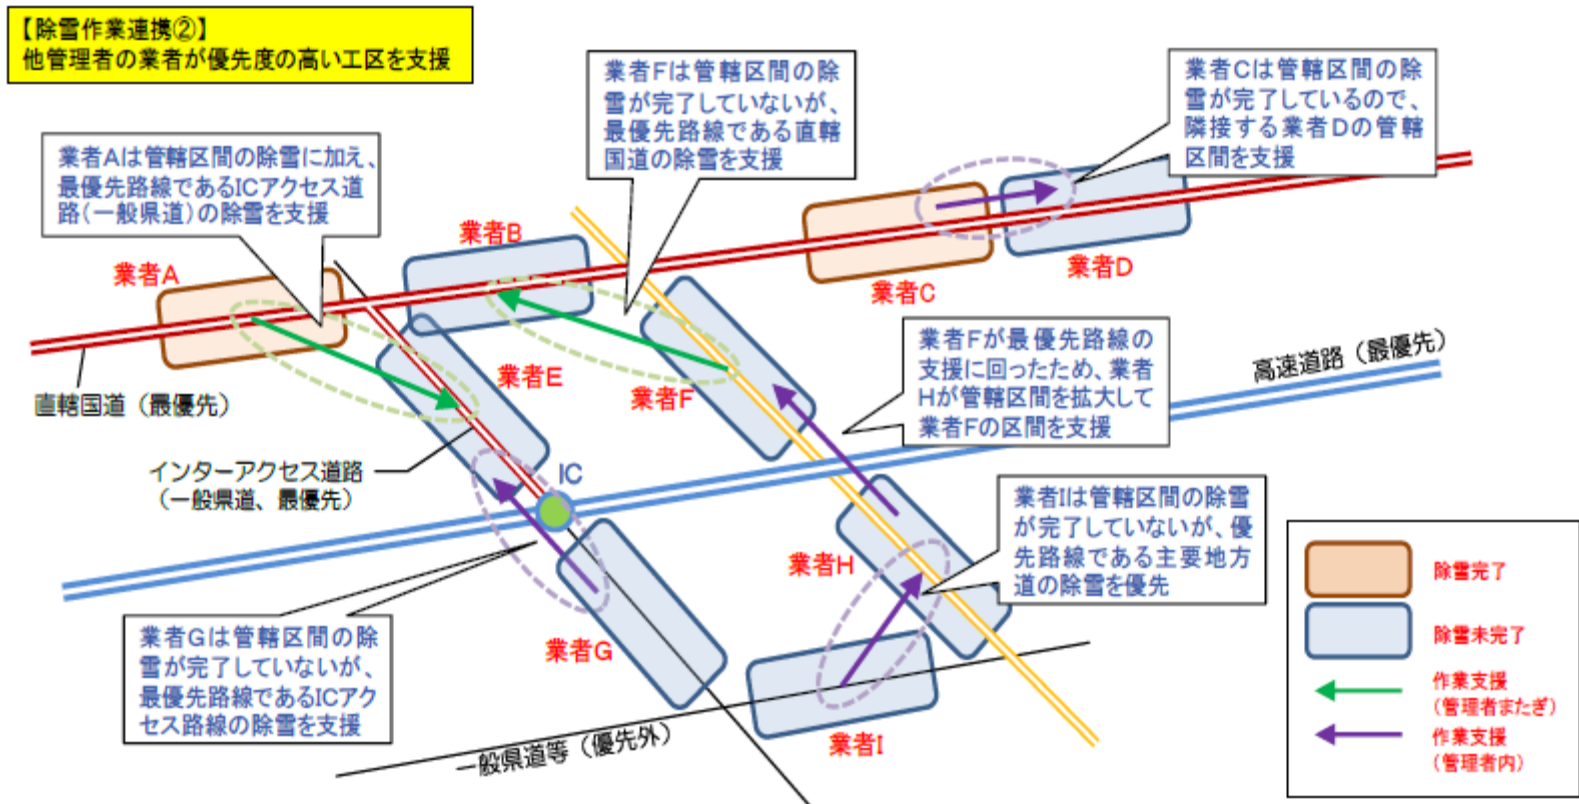 【除雪作業連携②】
他管理者の業者が優先度の高い工区を支援
業者Fは管轄区間の除
雪が完了していないが、
最優先路線である直轄
国道の除雪を支援
業者Cは管轄区間の除
雪が完了しているので、
隣接する業者Dの管轄
区間を支援
業者Aは管轄区間の除雪に加え、
最優先路線であるICアクセス道
路(一般県道)の除雪を支援
業者A
業者B
業者C
業者D
直轄国道（最優先）
業者E
業者F
業者Fが最優先路線の
支援に回ったため、業者
Hが管轄区間を拡大して
業者Fの区間を支援
高速道路（最優先）
インターアクセス道路
（一般県道、最優先）
IC
業者Iは管轄区間の除雪
が完了していないが、優
先路線である主要地方
道の除雪を優先
業者H
業者G
業者Gは管轄区間の除
雪が完了していないが、
最優先路線であるICアク
セス路線の除雪を支援
一般県道等（優先外）
業者I
除雪完了
除雪未完了
作業支援
（管理者またぎ）
作業支援
（管理者内）